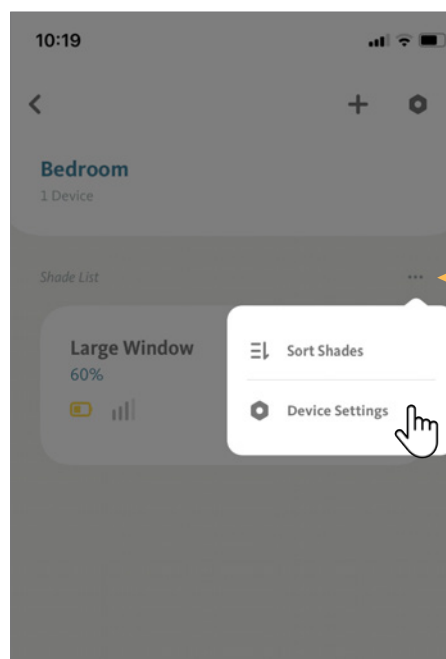 10:19
Bedroom
1 Device
Shade List
Large Window
60%
Sort Shades
Device Settings